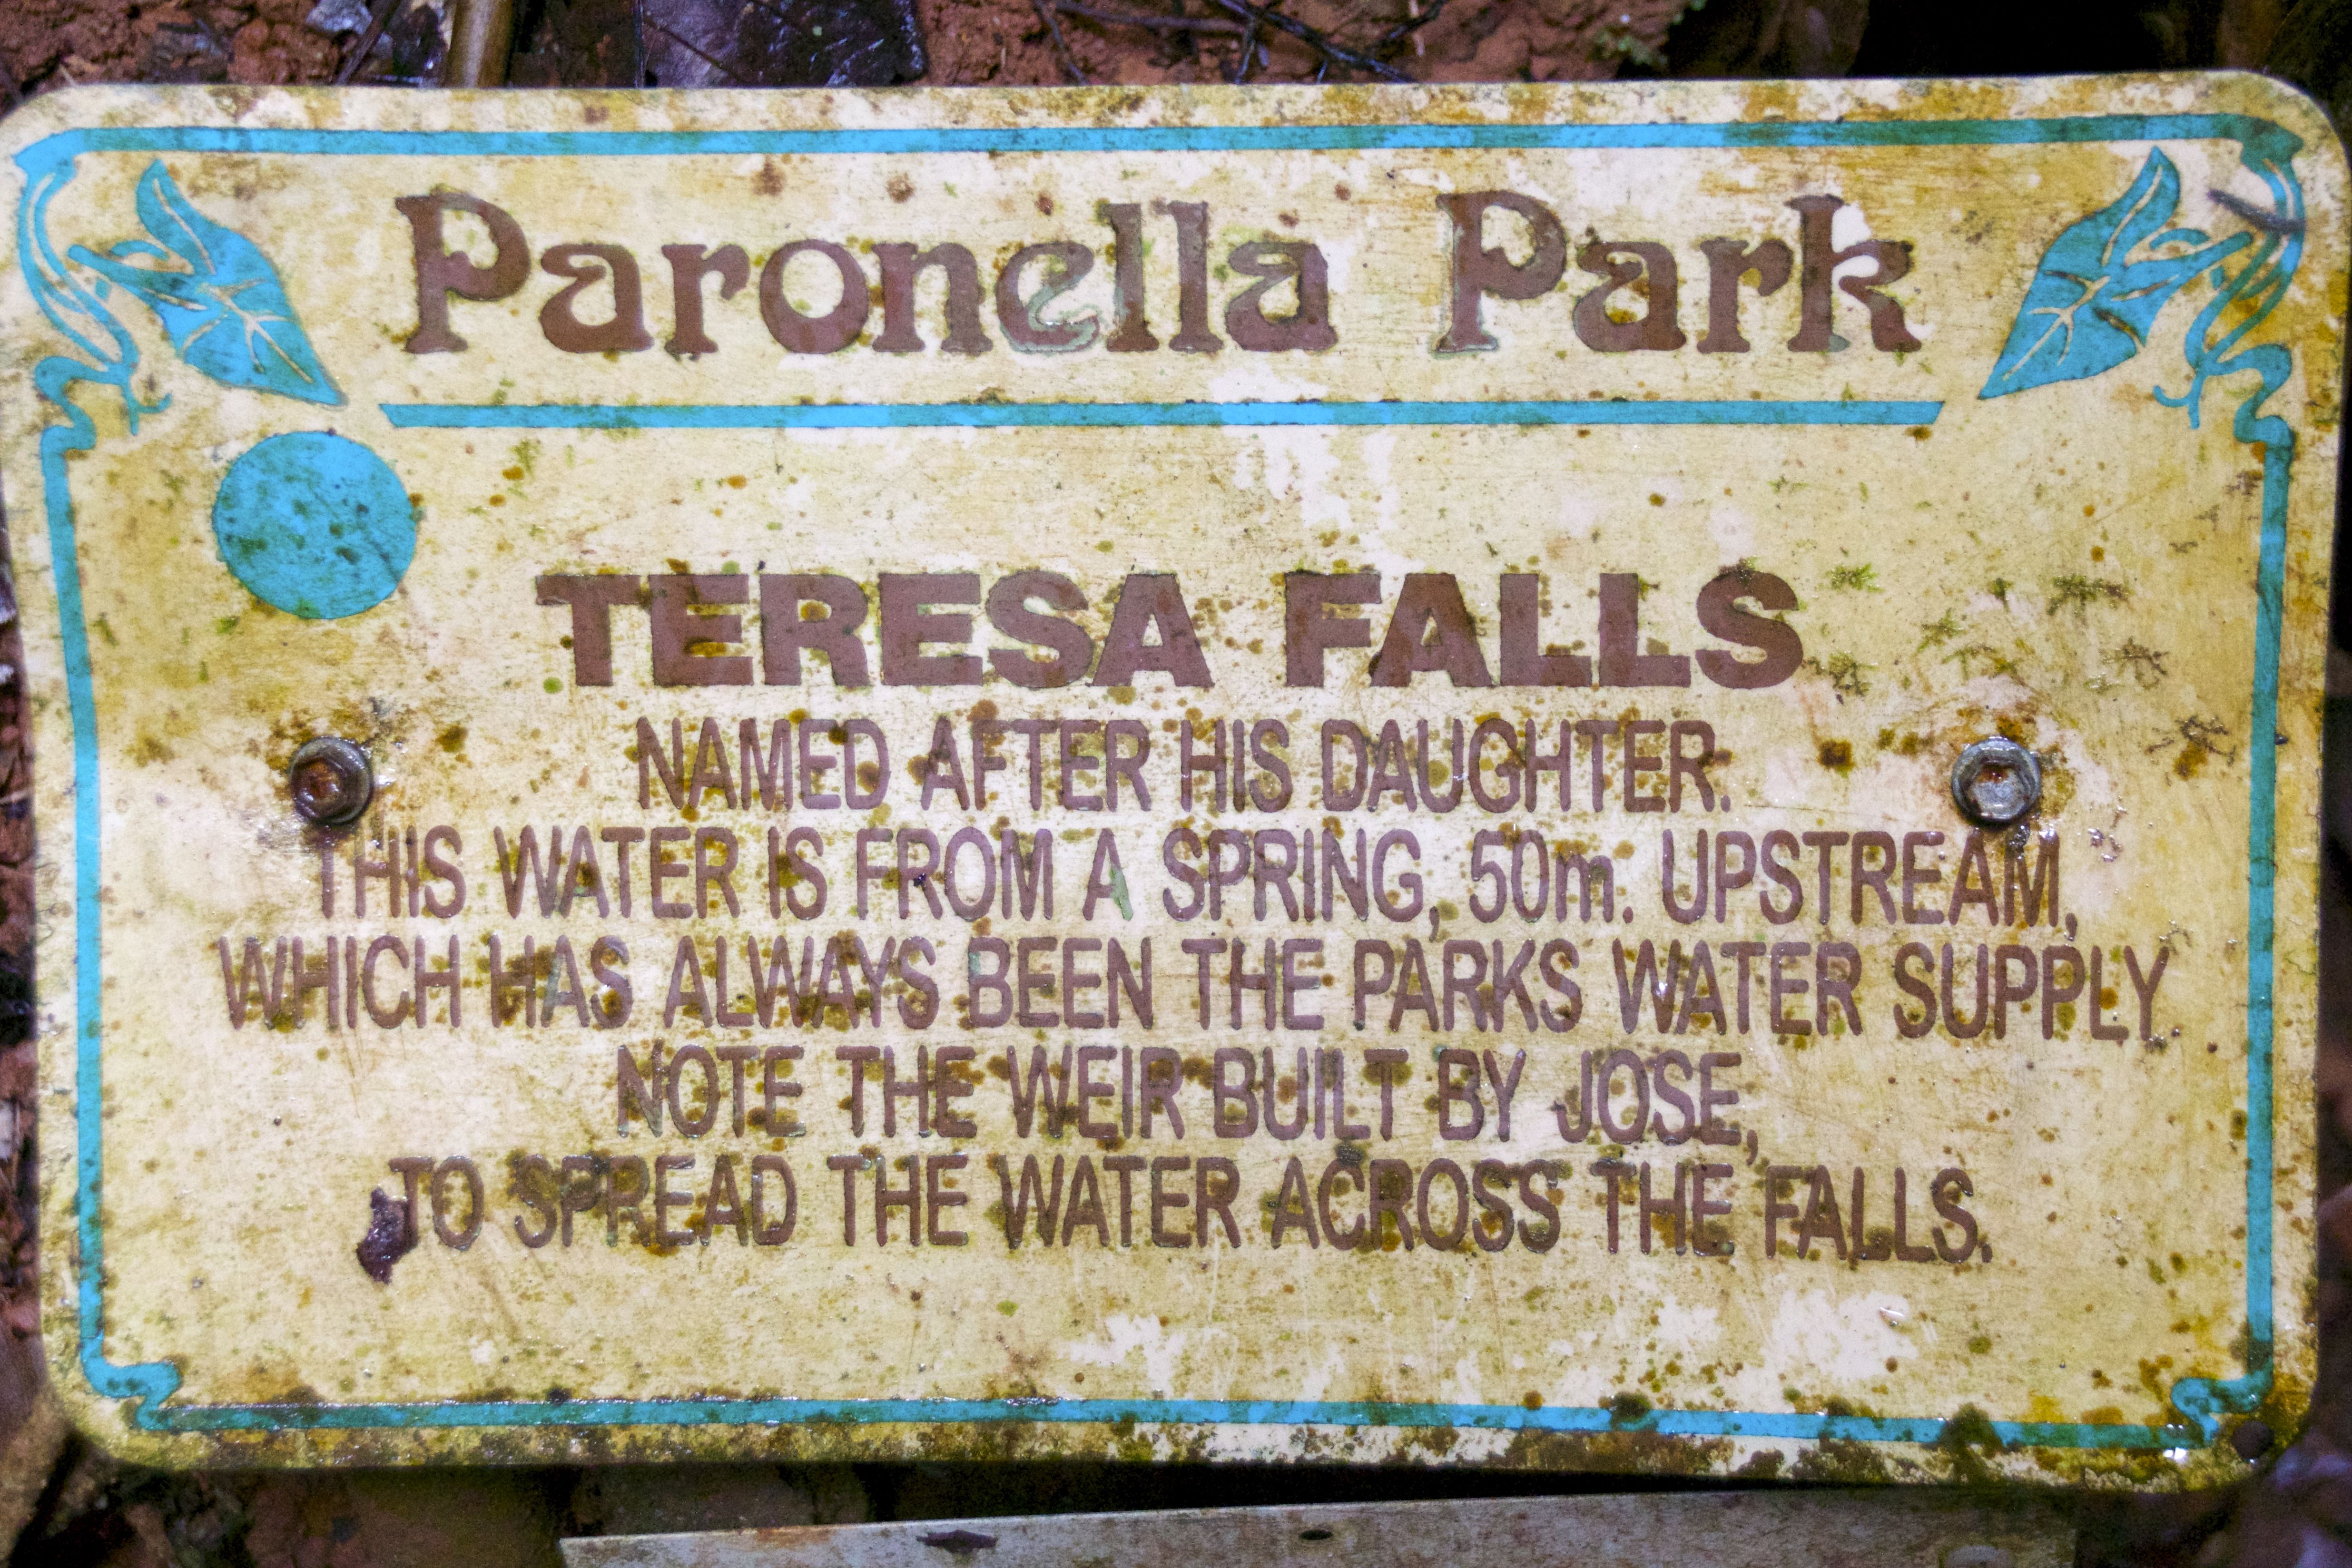 Paronella Park
TERESA FALLS
NAMED AFTER HIS DAUGHTER.
THIS WATER IS FROM A SPRING, 50m. UPSTREAM,
WHICH HAS ALWAYS BEEN THE PARKS WATER SUPPLY.
NOTE THE WEIR BUILT BY JOSE,
TO SPREAD THE WATER ACROSS THE FALLS.